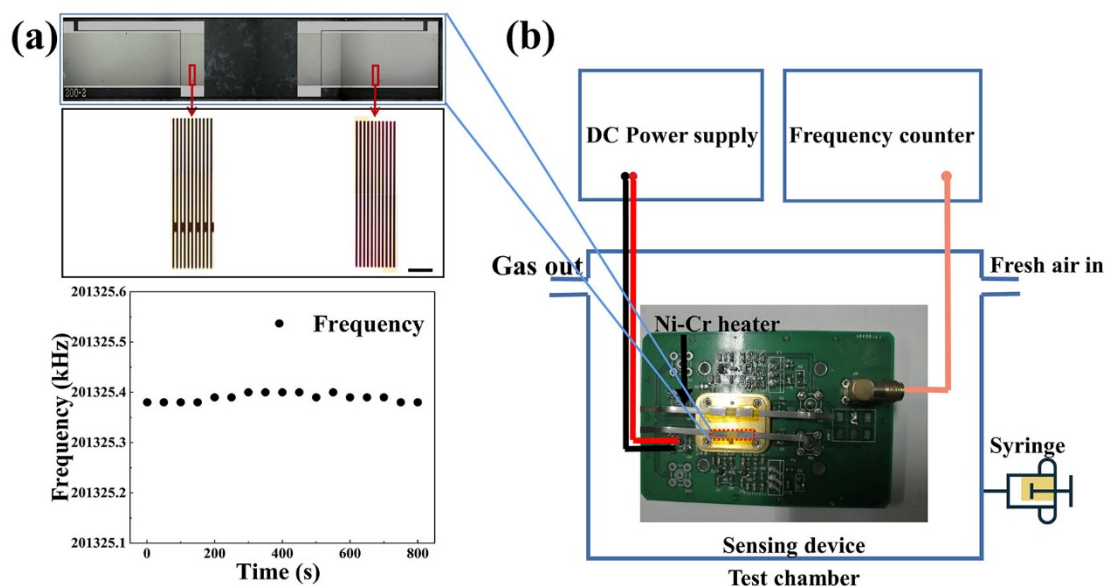 (a)
200-2
201325.6
201325.5
201325.4
201325.3
201325.2
201325.1
Frequency (kHz)
Frequency
0 200 400 600 800
Time (s)
(b)
DC Power supply
Frequency counter
Gas out
Fresh air in
Ni-Cr heater
Syringe
Sensing device
Test chamber